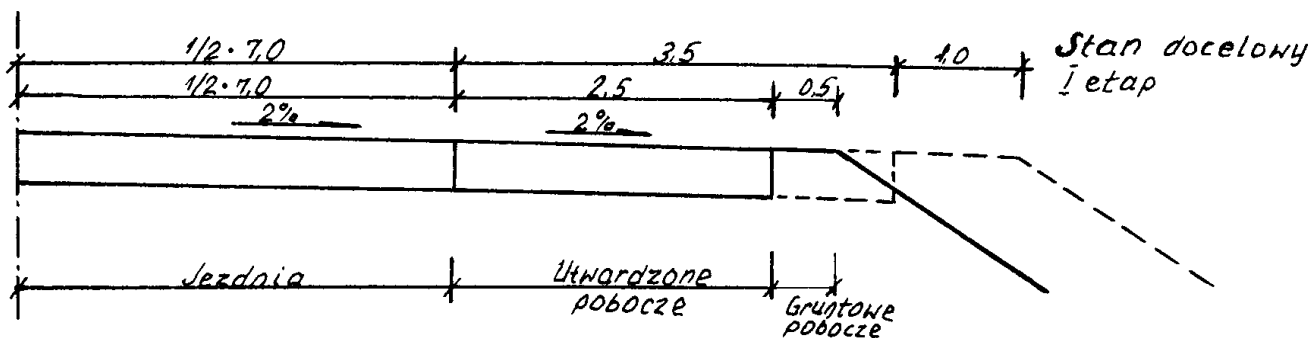 1/2·7,0 3,5 1,0 Stan docelowy
1/2·7,0 2,5 0,5 I etap
2% 2%
Jezdnia Utwardzone pobocze Gruntowe pobocze